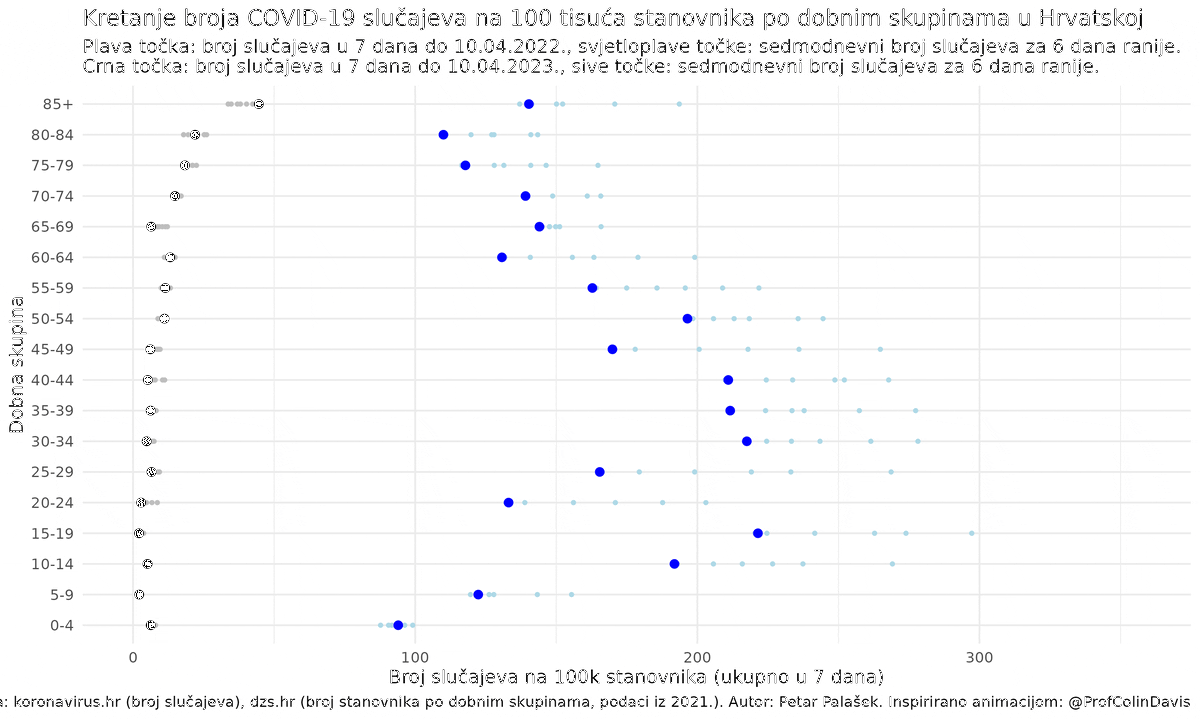 Kretanje broja COVID-19 slučajeva na 100 tisuća stanovnika po dobnim skupinama u Hrvatskoj
Plava točka: broj slučajeva u 7 dana do 10.04.2022., svjetloplave točke: sedmodnevni broj slučajeva za 6 dana ranije.
Crna točka: broj slučajeva u 7 dana do 10.04.2023., sive točke: sedmodnevni broj slučajeva za 6 dana ranije.
Dobna skupina
85+
80-84
75-79
70-74
65-69
60-64
55-59
50-54
45-49
40-44
35-39
30-34
25-29
20-24
15-19
10-14
5-9
0-4
0 100 200 300
Broj slučajeva na 100k stanovnika (ukupno u 7 dana)
a: koronavirus.hr (broj slučajeva), dzs.hr (broj stanovnika po dobnim skupinama, podaci iz 2021.). Autor: Petar Palašek. Inspirirano animacijom: @ProfColinDavis